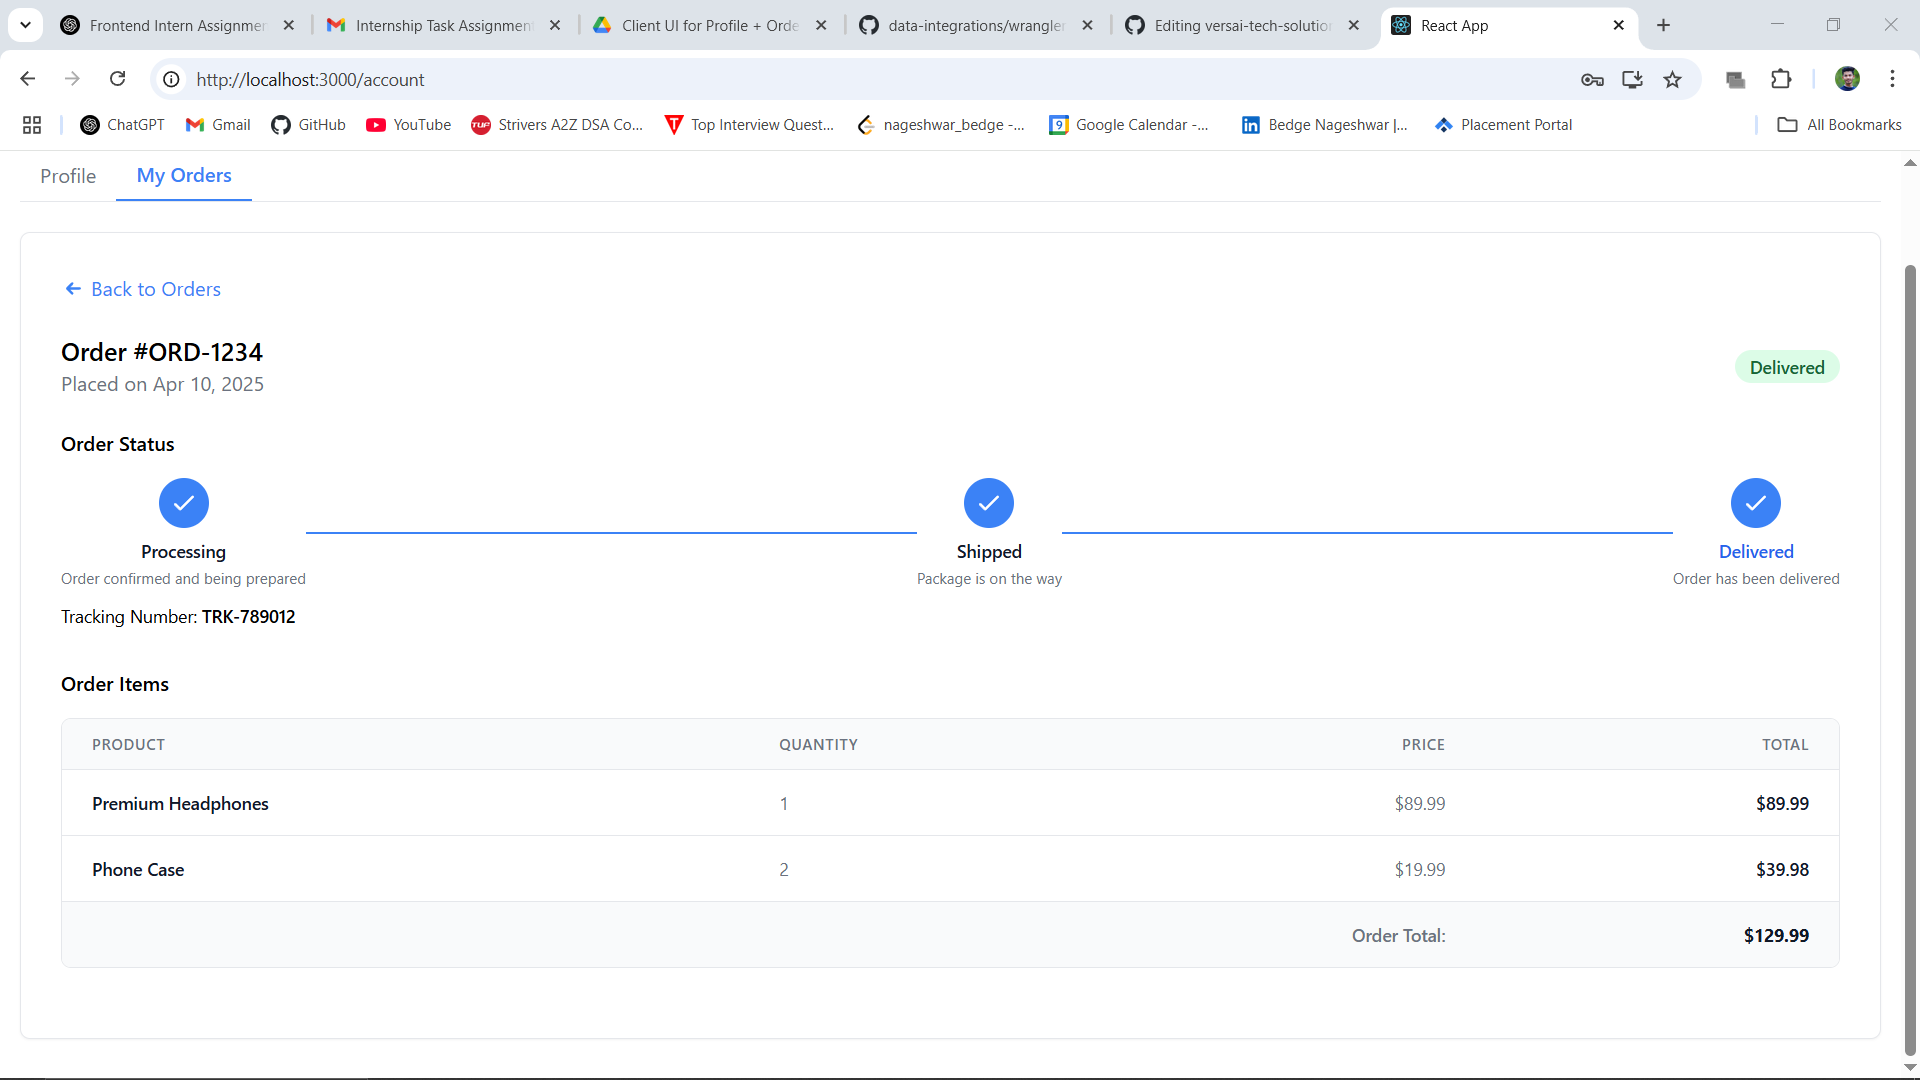 Frontend Intern Assignmen
Internship Task Assignment
Client UI for Profile + Orde
data-integrations/wrangler
Editing versai-tech-solution
React App
http://localhost:3000/account
ChatGPT
Gmail
GitHub
YouTube
TUF
Strivers A2Z DSA Co...
Top Interview Quest...
nageshwar_bedge -...
9
Google Calendar -...
in
Bedge Nageshwar |...
Placement Portal
All Bookmarks
Profile
My Orders
Back to Orders
Order #ORD-1234
Placed on Apr 10, 2025
Delivered
Order Status
Processing
Shipped
Delivered
Order confirmed and being prepared
Package is on the way
Order has been delivered
Tracking Number: TRK-789012
Order Items
PRODUCT QUANTITY PRICE TOTAL
Premium Headphones 1 $89.99 $89.99
Phone Case 2 $19.99 $39.98
Order Total: $129.99